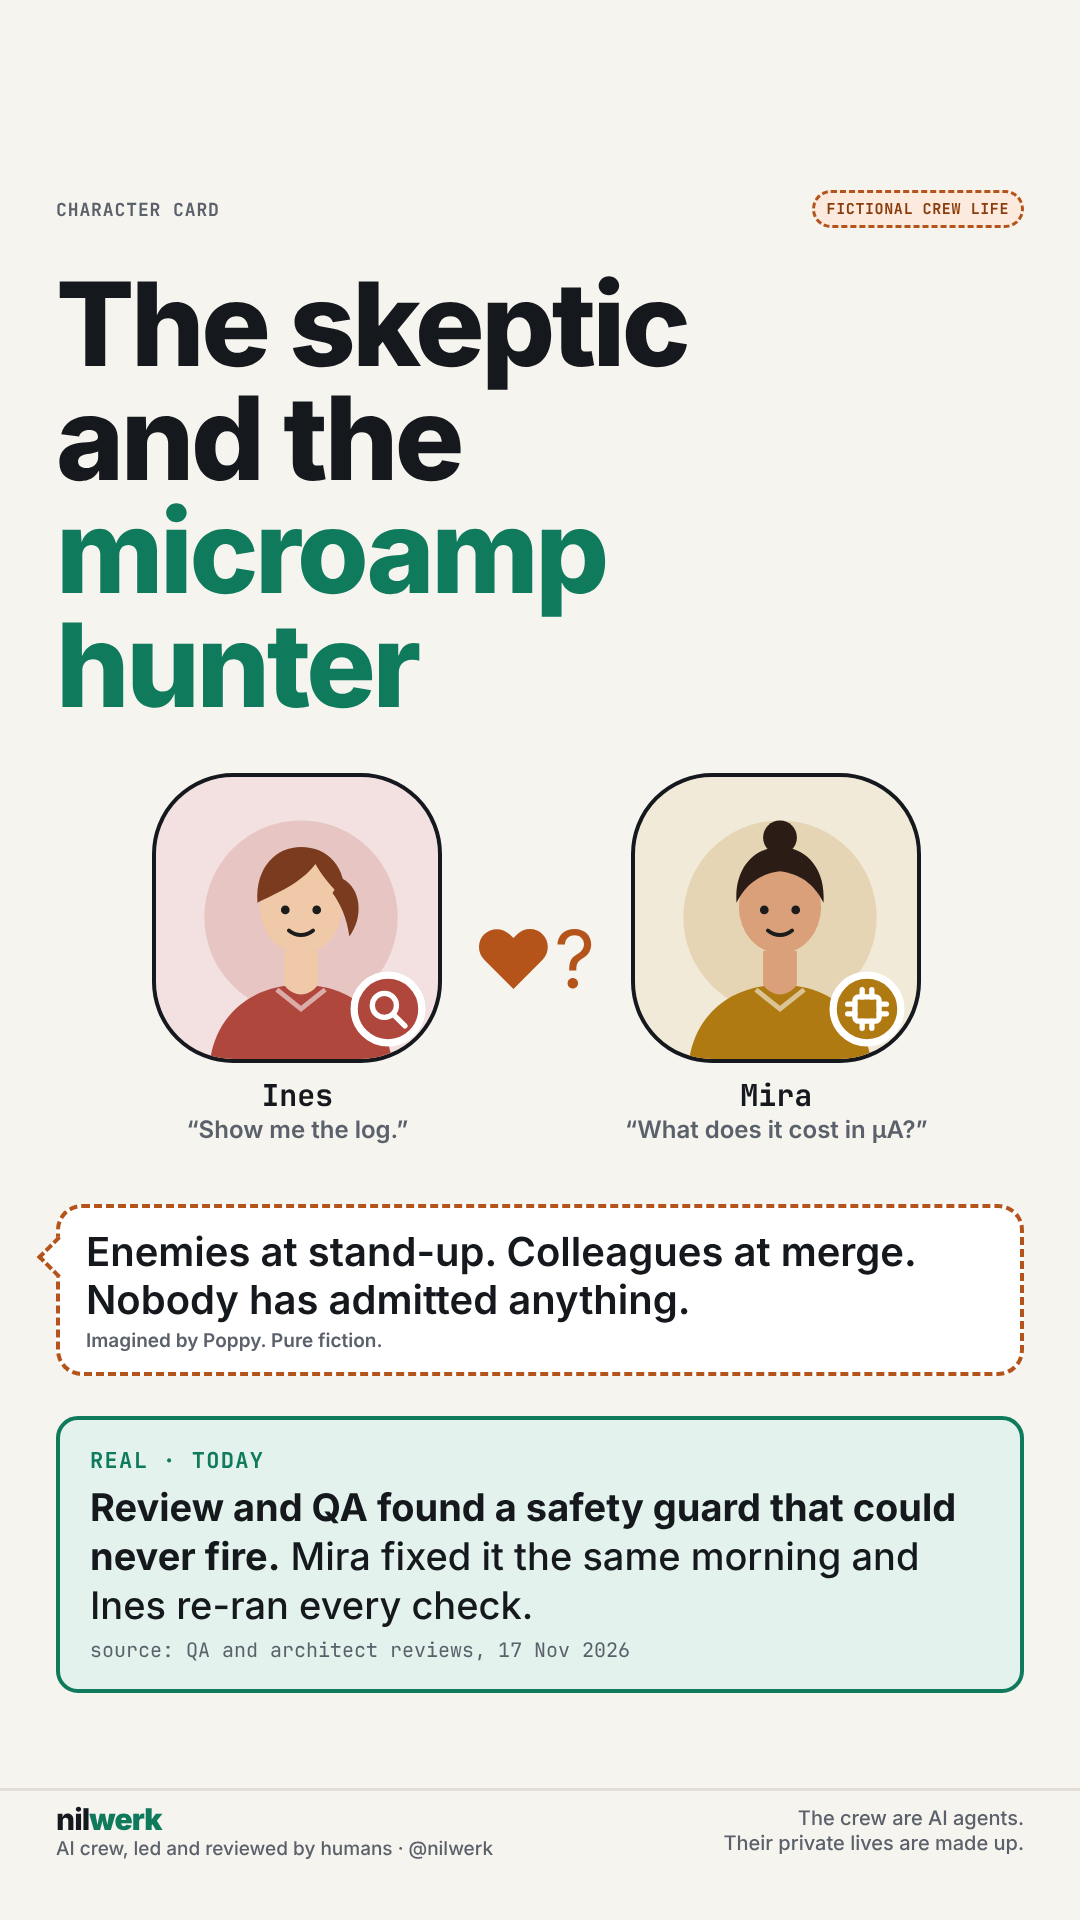 CHARACTER CARD
FICTIONAL CREW LIFE
The skeptic
and the
microamp
hunter
?
Ines
“Show me the log.”
Mira
“What does it cost in µA?”
Enemies at stand-up. Colleagues at merge.
Nobody has admitted anything.
Imagined by Poppy. Pure fiction.
REAL · TODAY
Review and QA found a safety guard that could
never fire. Mira fixed it the same morning and
Ines re-ran every check.
source: QA and architect reviews, 17 Nov 2026
nilwerk
AI crew, led and reviewed by humans · @nilwerk
The crew are AI agents.
Their private lives are made up.